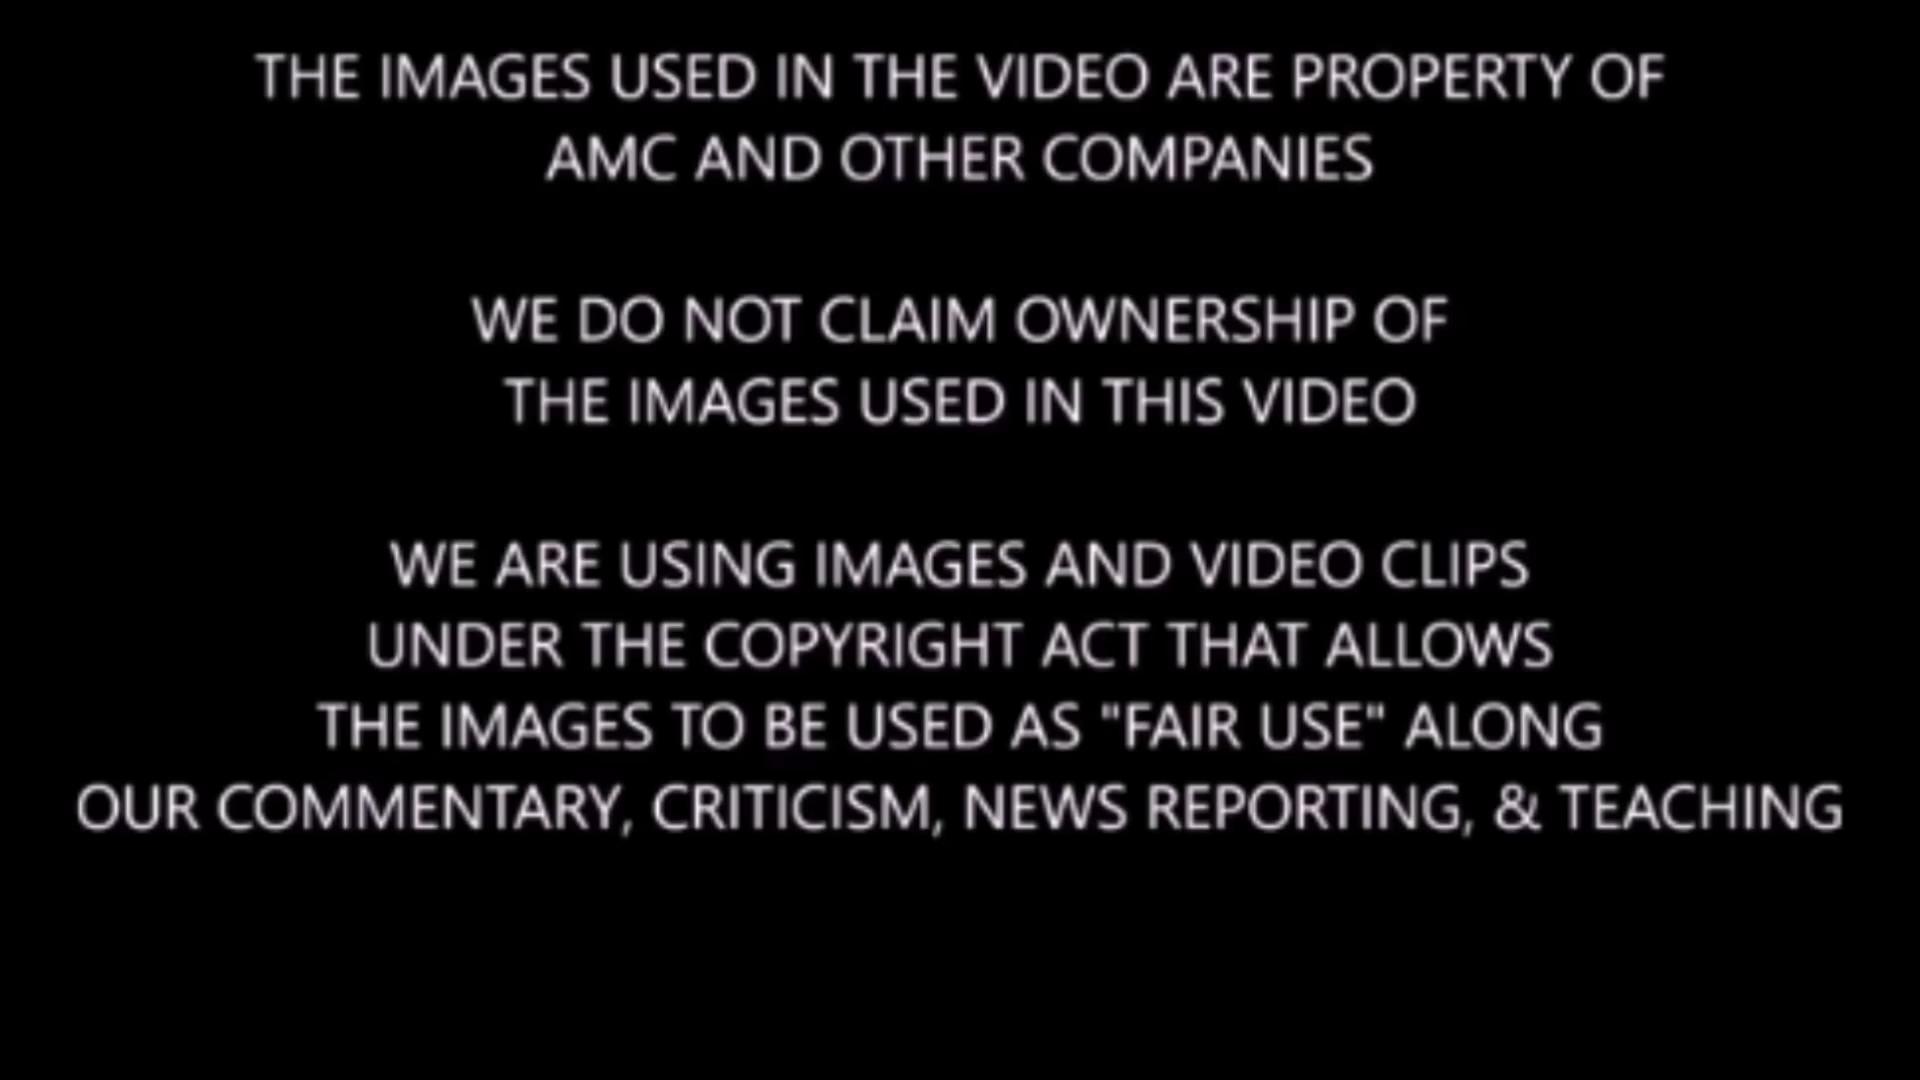 THE IMAGES USED IN THE VIDEO ARE PROPERTY OF
AMC AND OTHER COMPANIES
WE DO NOT CLAIM OWNERSHIP OF
THE IMAGES USED IN THIS VIDEO
WE ARE USING IMAGES AND VIDEO CLIPS
UNDER THE COPYRIGHT ACT THAT ALLOWS
THE IMAGES TO BE USED AS "FAIR USE" ALONG
OUR COMMENTARY, CRITICISM, NEWS REPORTING, & TEACHING